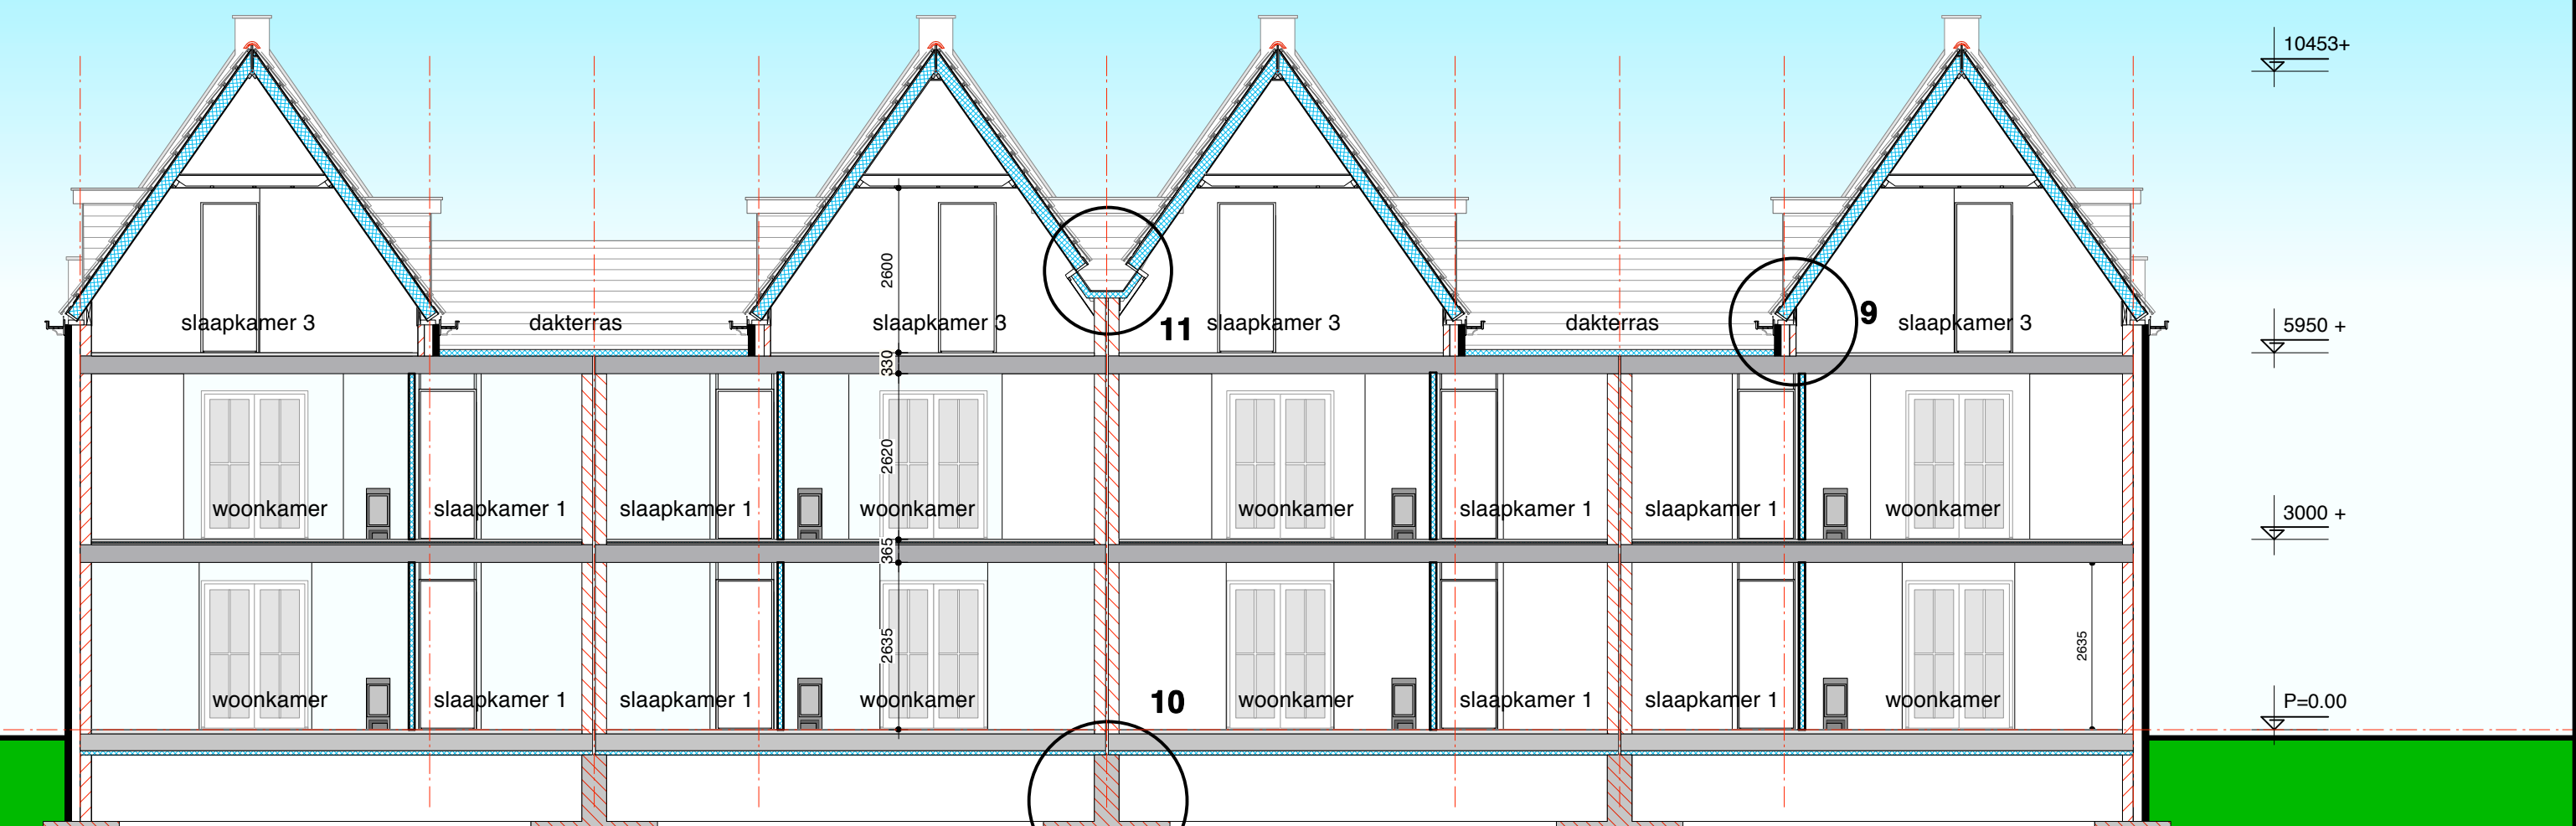 10453+
2600
slaapkamer 3
dakterras
slaapkamer 3
11
slaapkamer 3
dakterras
9
slaapkamer 3
5950 +
330
2620
woonkamer
slaapkamer 1
slaapkamer 1
woonkamer
woonkamer
slaapkamer 1
slaapkamer 1
woonkamer
3000 +
365
2635
2635
woonkamer
slaapkamer 1
slaapkamer 1
woonkamer
10
woonkamer
slaapkamer 1
slaapkamer 1
woonkamer
P=0.00